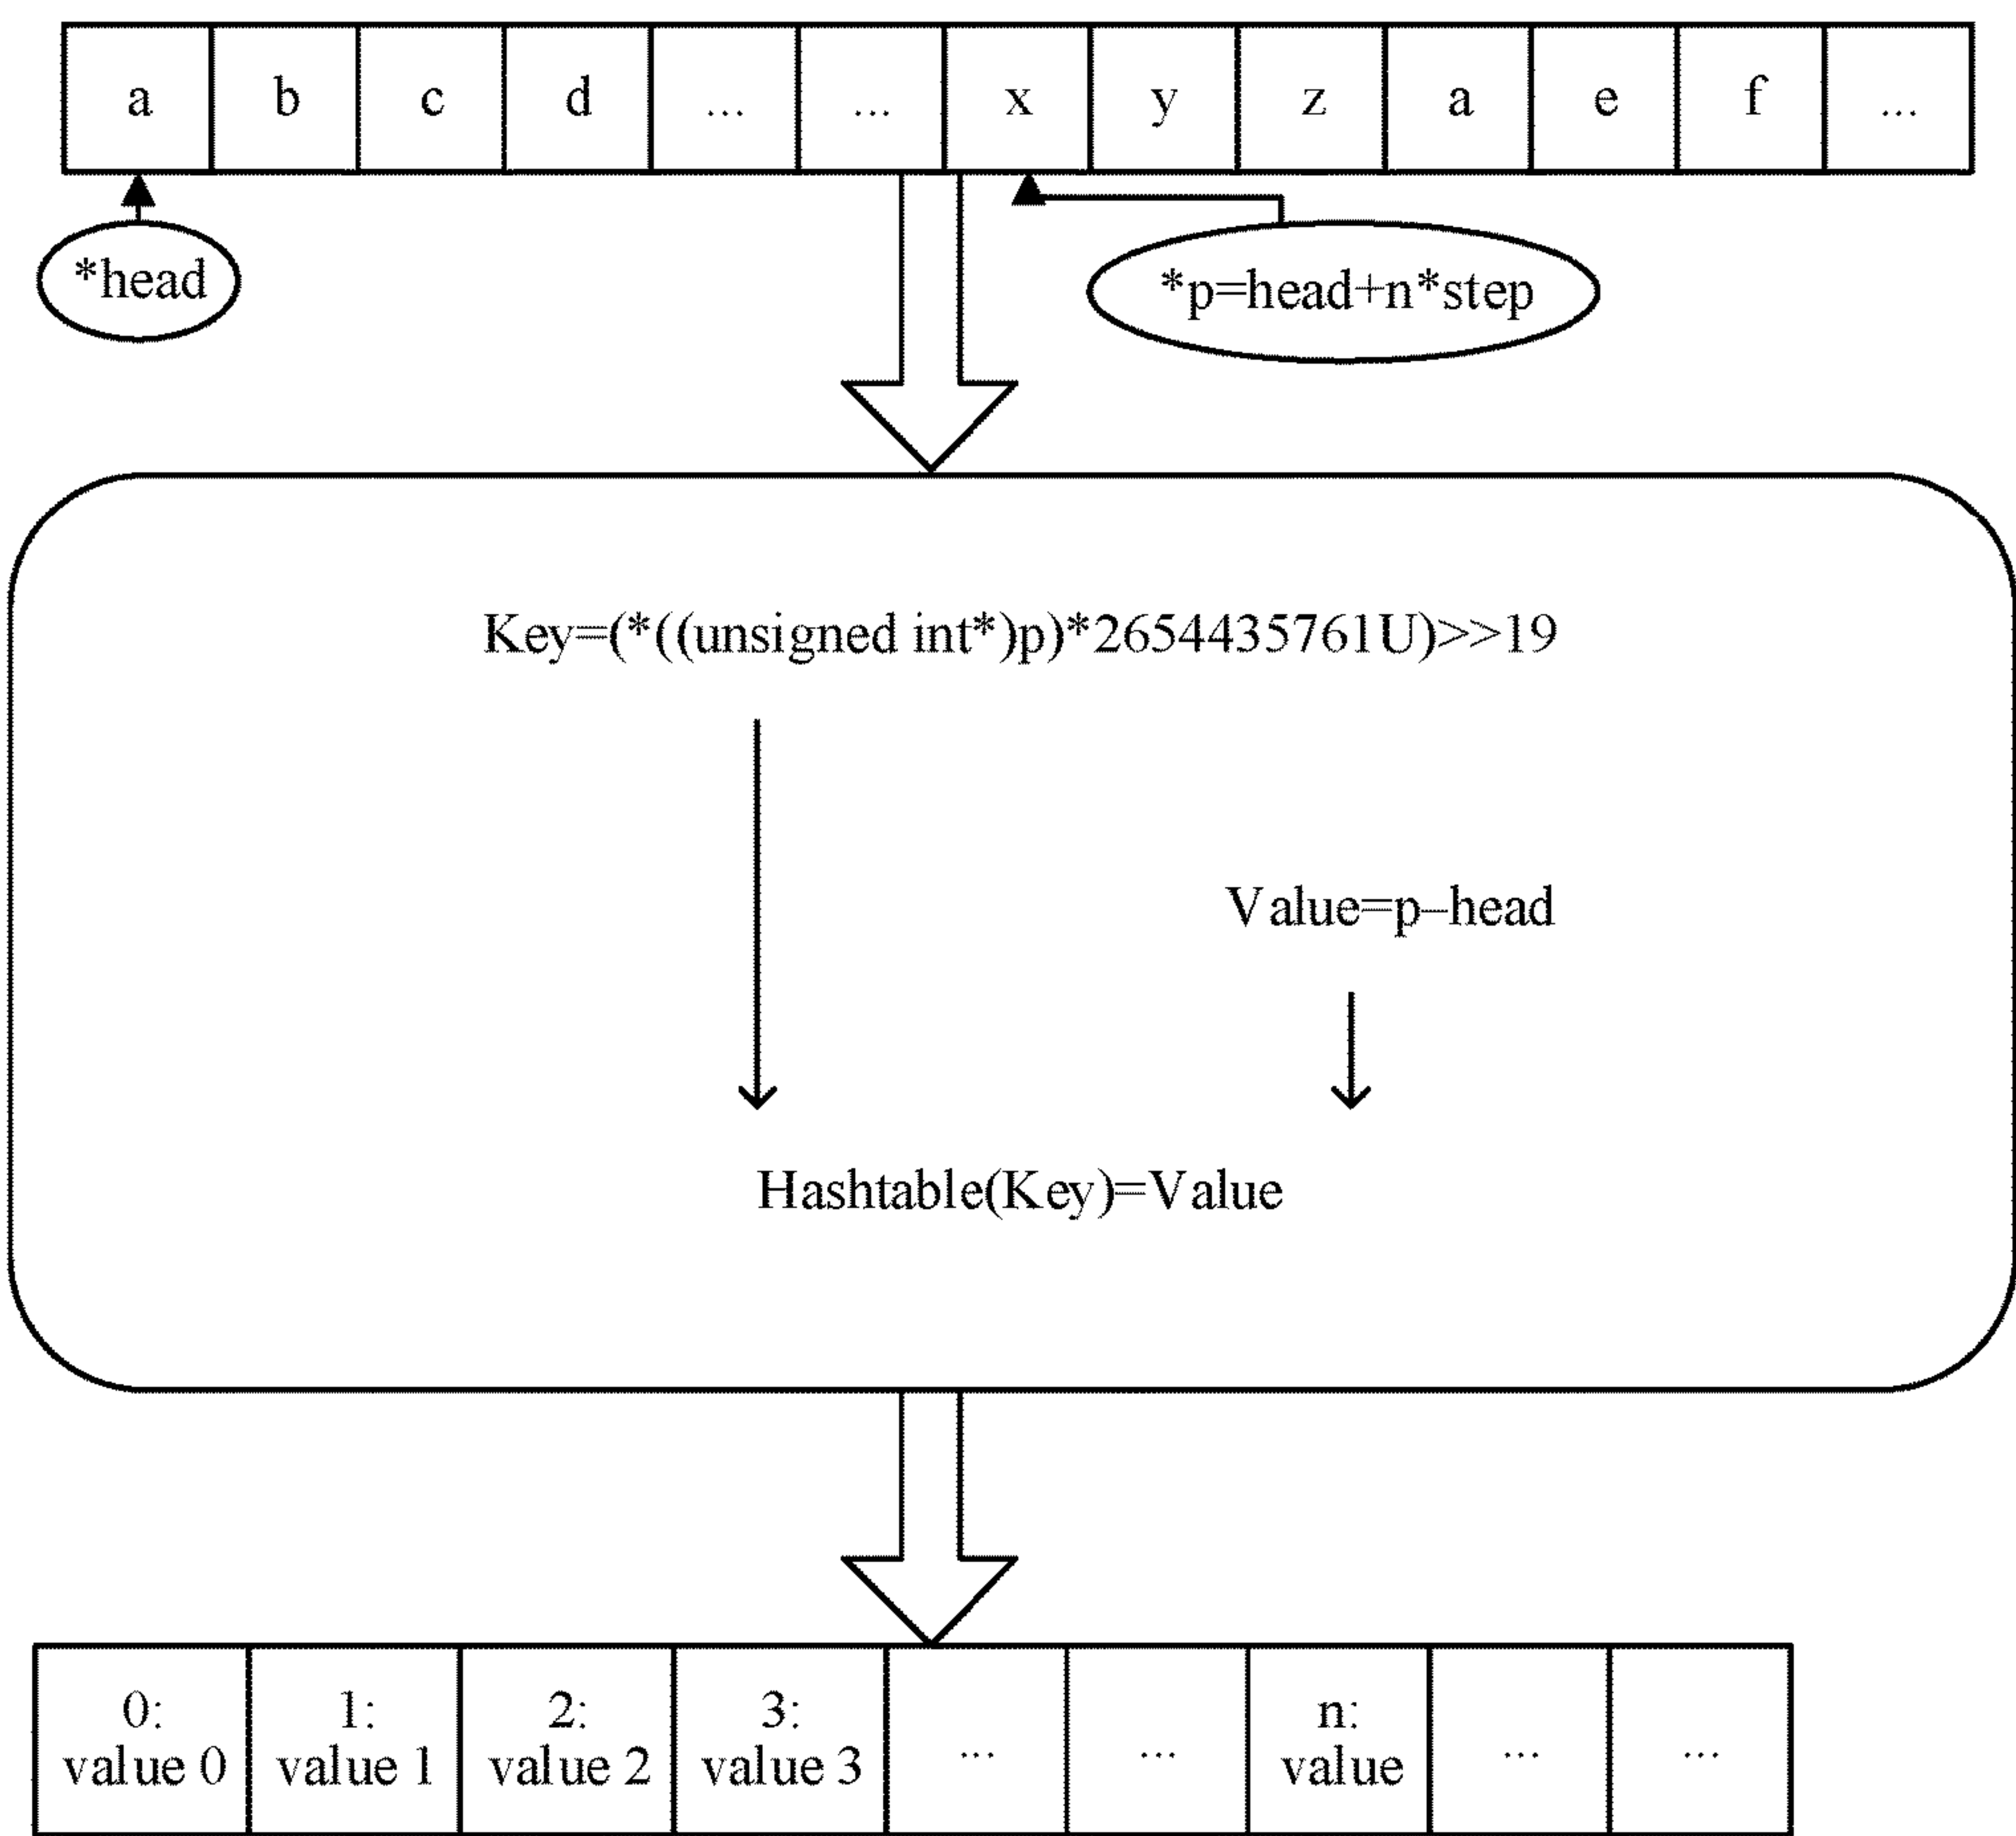 a b c d ... ... x y z a e f ...
*head
*p=head+n*step
Key=(*((unsigned int*)p)*2654435761U)>>19
Value=p–head
Hashtable(Key)=Value
0: 1: 2: 3: ... ... n: ... ...
value 0 value 1 value 2 value 3 value